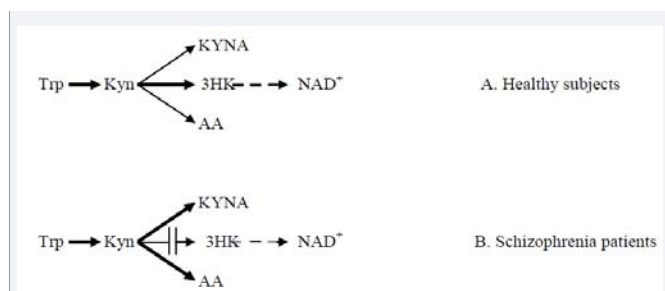 KYNA
Trp Kyn 3HK NAD+ A. Healthy subjects
AA
KYNA
Trp Kyn 3HK NAD+ B. Schizophrenia patients
AA